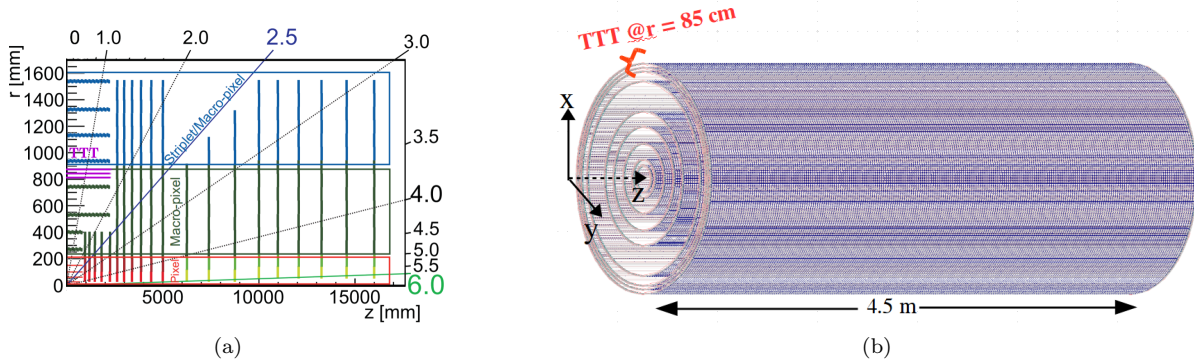 0
1.0
2.0
2.5
3.0
r [mm]
1600
1400
1200
1000
800
600
400
200
0
TTT
Striplet/Macro-pixel
Macro-pixel
Pixel
3.5
4.0
4.5
5.0
5.5
6.0
5000
10000
15000
z [mm]
(a)
TTT @r = 85 cm
x
z
y
4.5 m
(b)